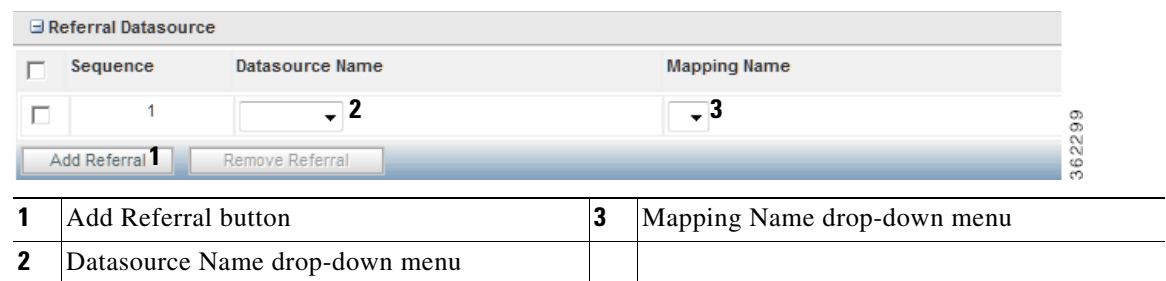 Referral Datasource
Sequence Datasource Name Mapping Name
1 2 3
Add Referral 1 Remove Referral
362299
1 Add Referral button 3 Mapping Name drop-down menu
2 Datasource Name drop-down menu